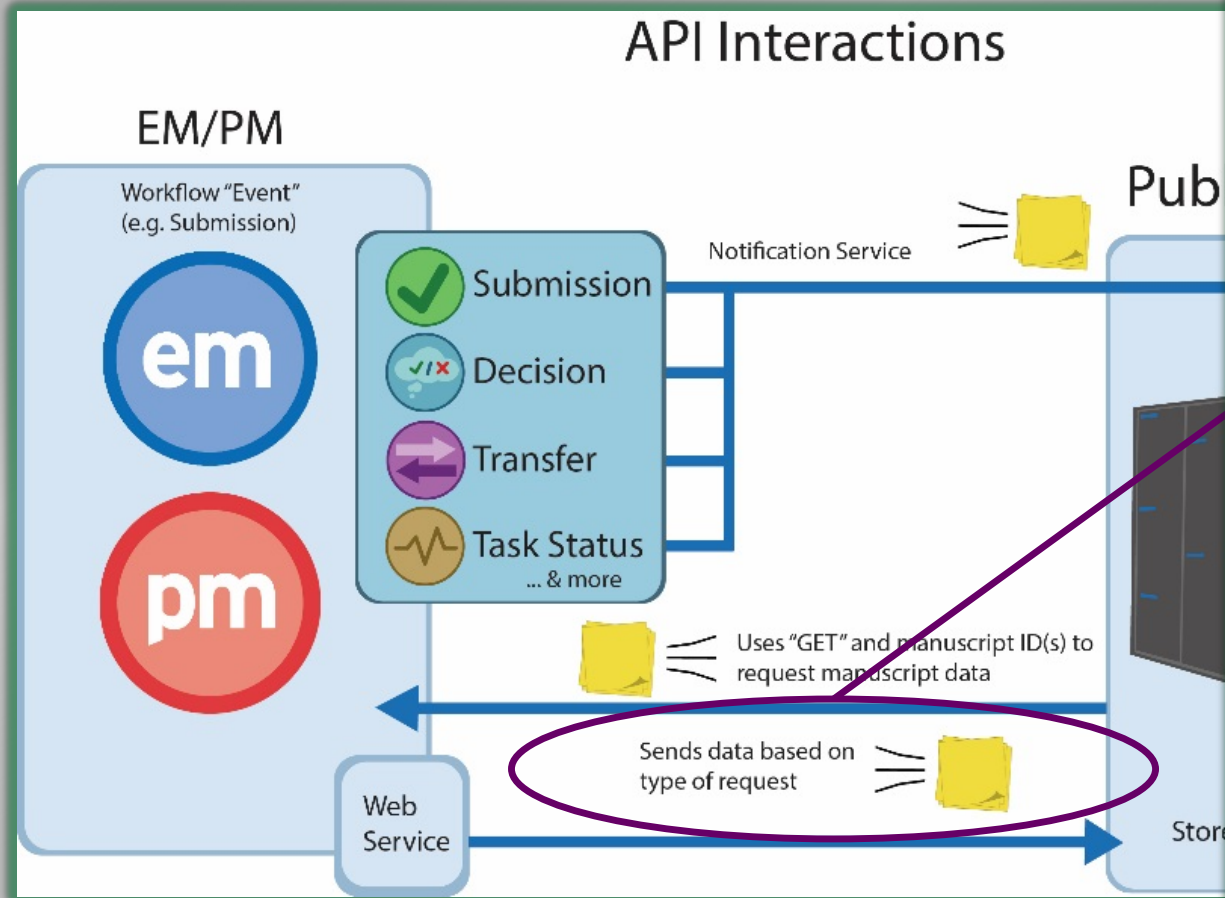 API Interactions
EM/PM
Workflow “Event”
(e.g. Submission)
em
pm
Submission
Decision
Transfer
Task Status
... & more
Notification Service
Pub
Uses “GET” and manuscript ID(s) to
request manuscript data
Sends data based on
type of request
Web
Service
Store